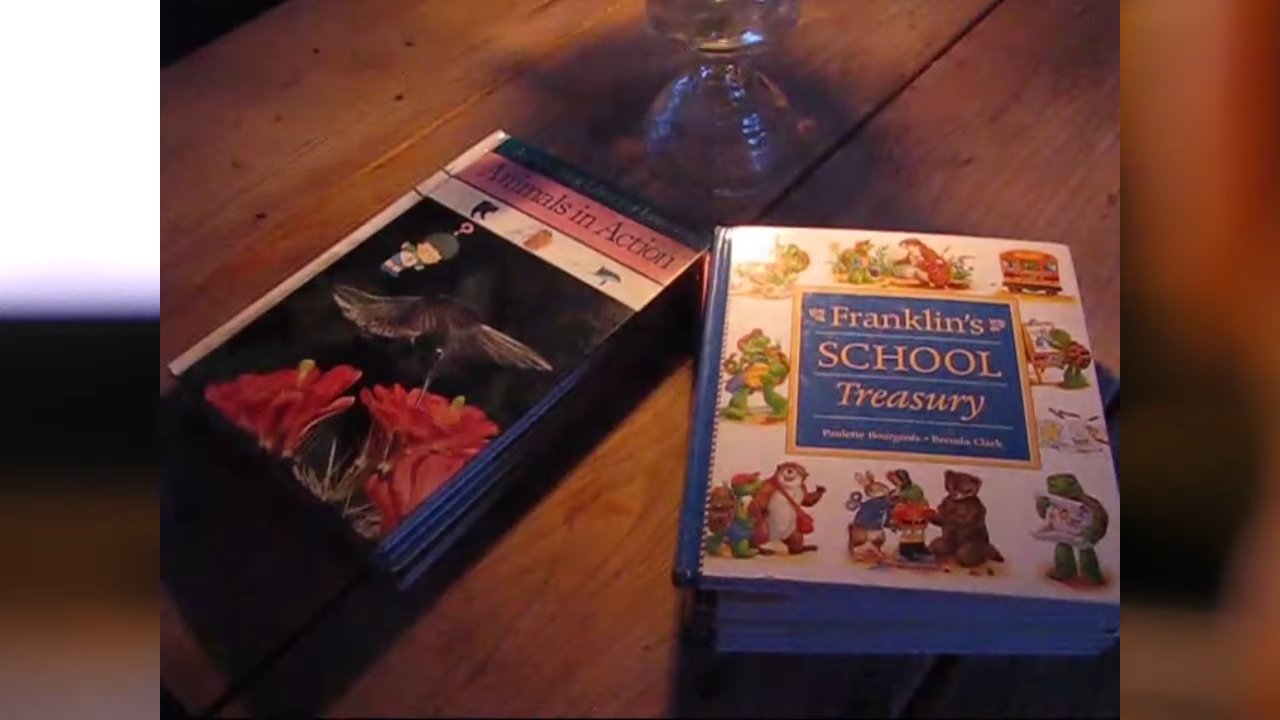 Animals in Action
?
Franklin's
SCHOOL
Treasury
Paulette Bourgeois • Brenda Clark